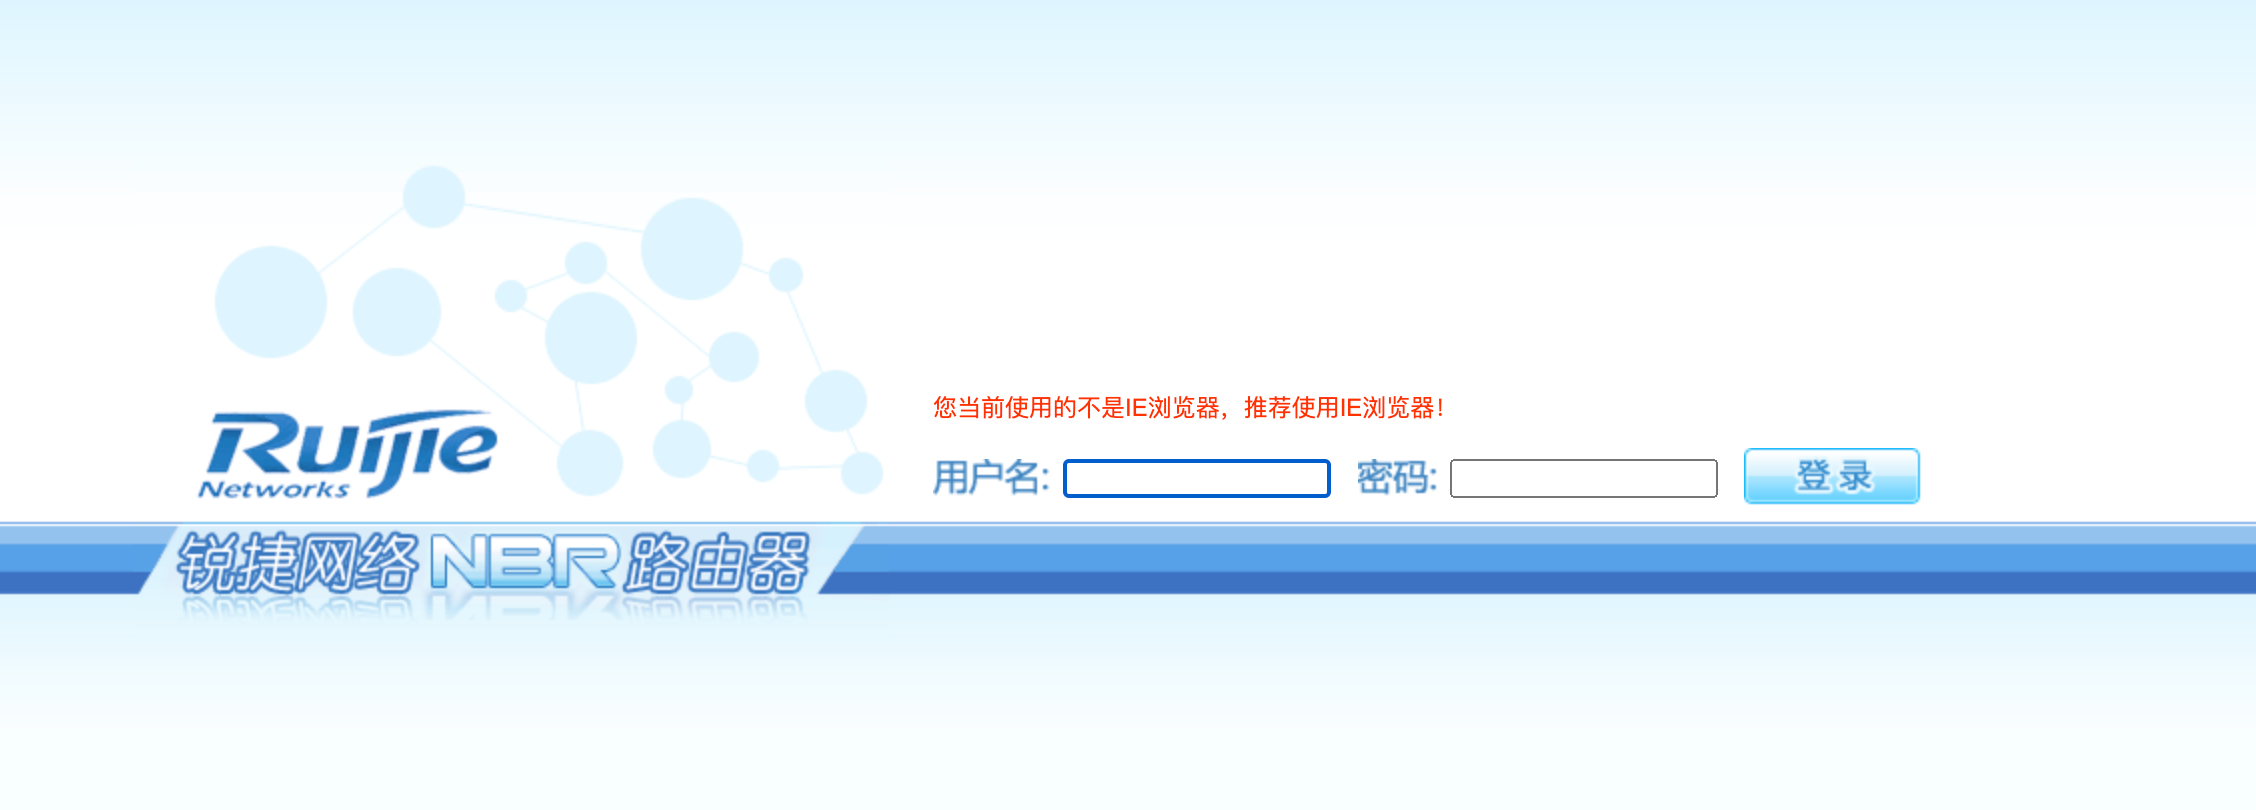 您当前使用的不是IE浏览器，推荐使用IE浏览器！
Ruijie
Networks
用户名:
密码:
登录
锐捷网络NBR路由器